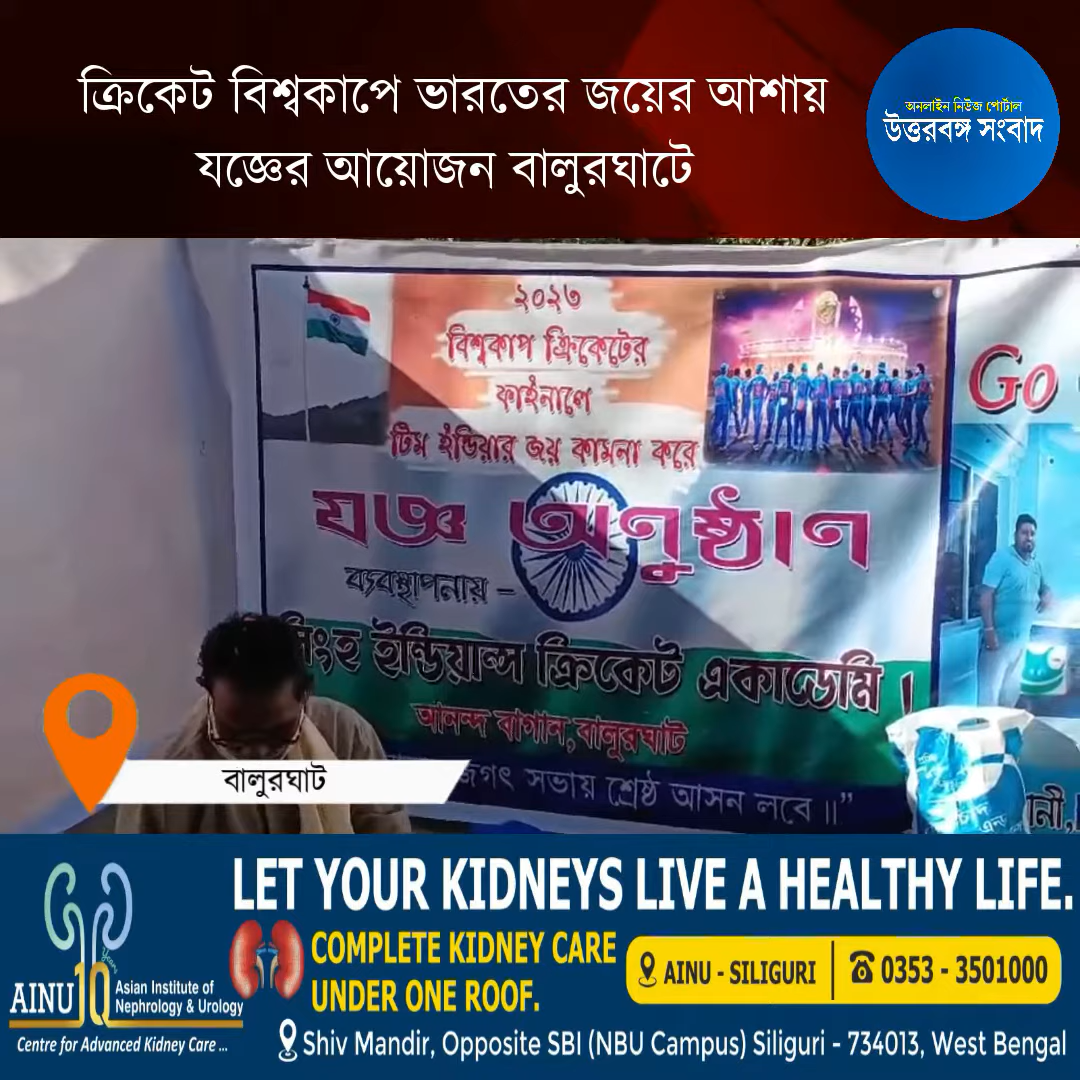 ক্রিকেট বিশ্বকাপে ভারতের জয়ের আশায়
যজ্ঞের আয়োজন বালুরঘাটে
অনলাইন নিউজ পোর্টাল
উত্তরবঙ্গ সংবাদ
২০২৩
বিশ্বকাপ ক্রিকেটের
ফাইনালে
টিম ইন্ডিয়ার জয় কামনা করে
যজ্ঞ অণুষ্ঠাণ
ব্যবস্থাপনায় -
সিংহ ইন্ডিয়ান্স ক্রিকেট একাডেমি।
আনন্দ বাগান, বালুরঘাট
জগৎ সভায় শ্রেষ্ঠ আসন লবে॥”
Go
বালুরঘাট
LET YOUR KIDNEYS LIVE A HEALTHY LIFE.
COMPLETE KIDNEY CARE
UNDER ONE ROOF.
AINU - SILIGURI
0353 - 3501000
AINU
10
Years
Asian Institute of
Nephrology & Urology
Centre for Advanced Kidney Care ...
Shiv Mandir, Opposite SBI (NBU Campus) Siliguri - 734013, West Bengal